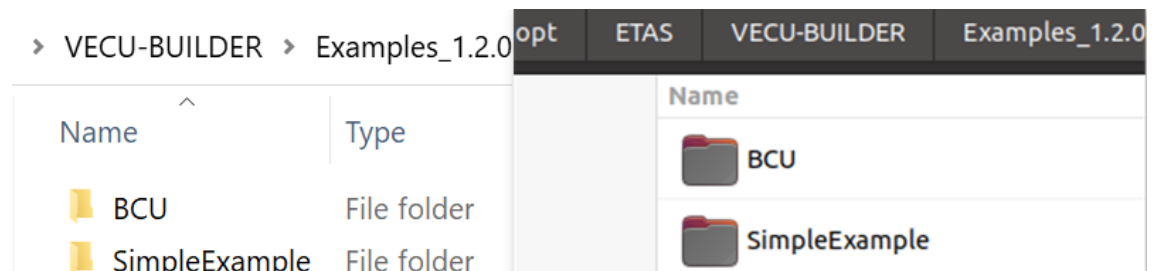 > VECU-BUILDER > Examples_1.2.0
Name Type
BCU File folder
SimpleExample File folder
opt ETAS VECU-BUILDER Examples_1.2.0
Name
BCU
SimpleExample